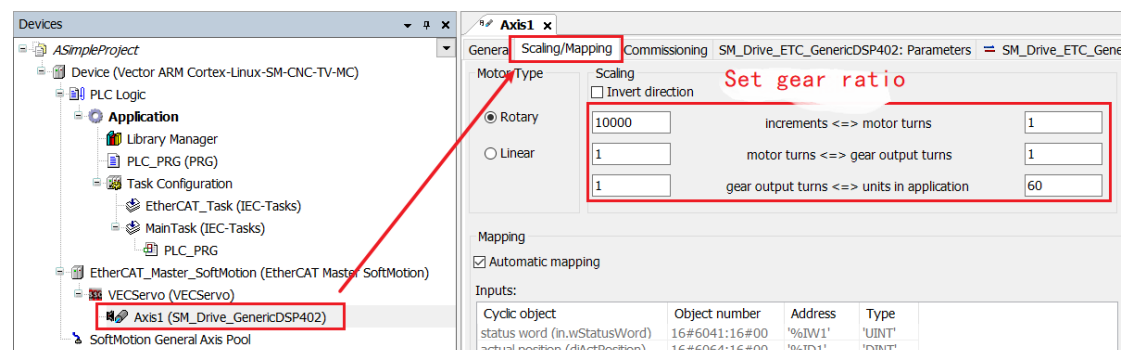 Devices
ASimpleProject
Device (Vector ARM Cortex-Linux-SM-CNC-TV-MC)
PLC Logic
Application
Library Manager
PLC_PRG (PRG)
Task Configuration
EtherCAT_Task (IEC-Tasks)
MainTask (IEC-Tasks)
PLC_PRG
EtherCAT_Master_SoftMotion (EtherCAT Master SoftMotion)
VECServo (VECServo)
Axis1 (SM_Drive_GenericDSP402)
SoftMotion General Axis Pool
Axis1
General Scaling/Mapping Commissioning SM_Drive_ETC_GenericDSP402: Parameters SM_Drive_ETC_Gene
Motor Type
Rotary
Linear
Scaling
Invert direction
Set gear ratio
10000 increments <=> motor turns 1
1 motor turns <=> gear output turns 1
1 gear output turns <=> units in application 60
Mapping
Automatic mapping
Inputs:
Cyclic object Object number Address Type
status word (in.wStatusWord) 16#6041:16#00 '%IW1' 'UINT'
actual position (diActPosition) 16#6064:16#00 '%ID1' 'DINT'